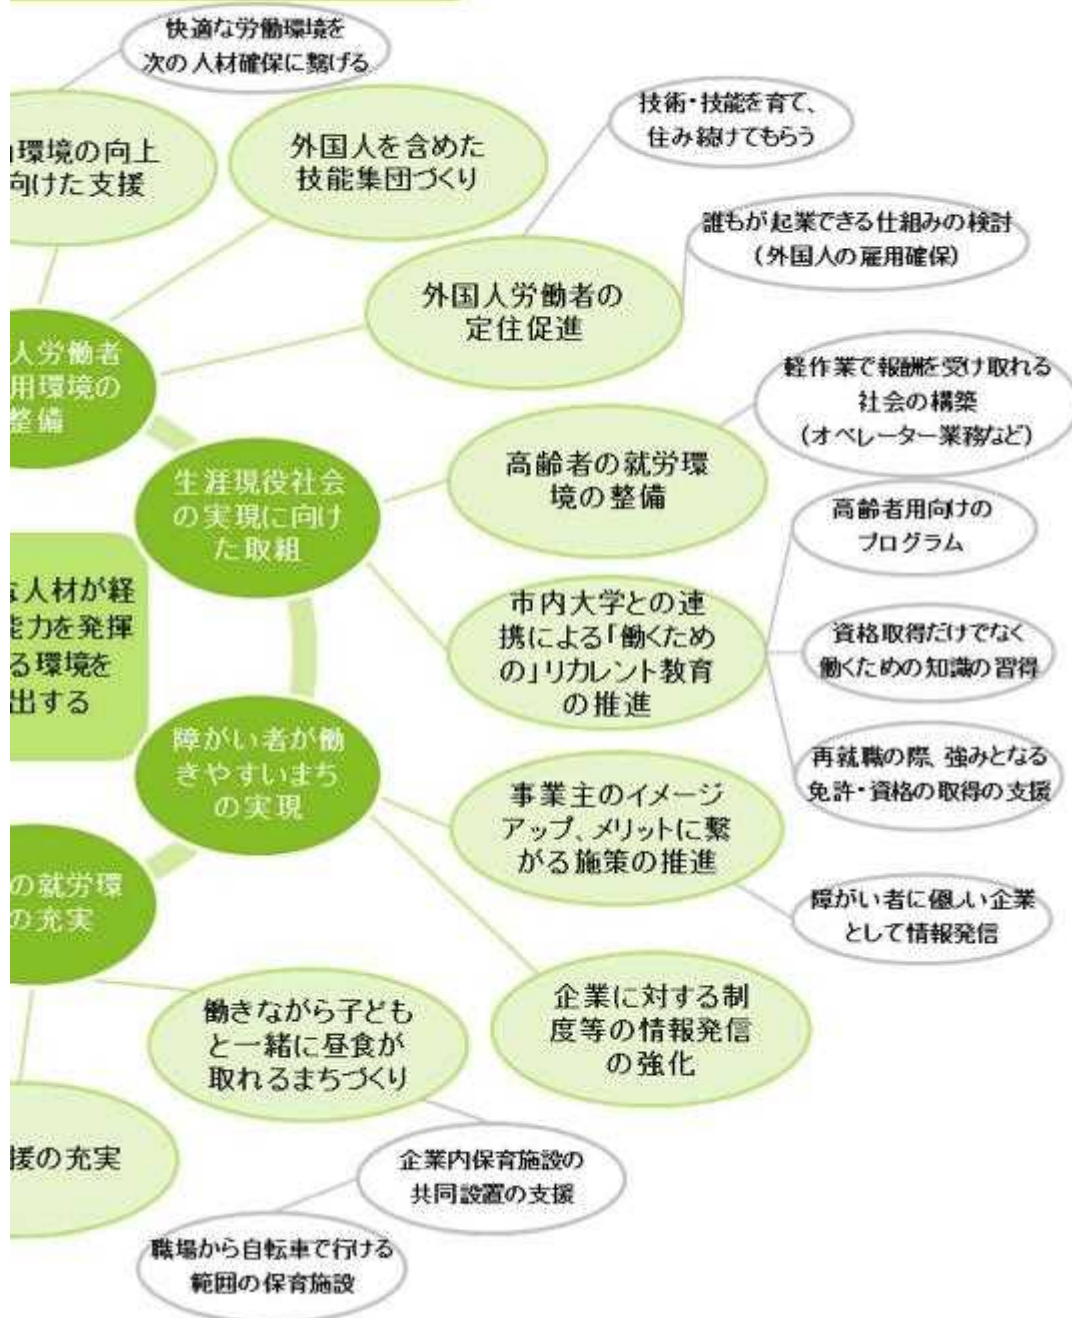 快適な労働環境を
次の人材確保に繋げる
環境の向上
向けた支援
外国人を含めた
技能集団づくり
技術・技能を育て、
住み続けてもらう
誰もが起業できる仕組みの検討
（外国人の雇用確保）
外国人労働者の
定住促進
人労働者
用環境の
整備
軽作業で報酬を受け取れる
社会の構築
（オペレーター業務など）
高齢者の就労環
境の整備
生涯現役社会
の実現に向け
た取組
高齢者用向けの
プログラム
市内大学との連
携による「働くため
の」リカレント教育
の推進
資格取得だけでなく
働くための知識の習得
再就職の際、強みとなる
免許・資格の取得の支援
な人材が経
能力を発揮
る環境を
出する
障がい者が働
きやすいまち
の実現
事業主のイメージ
アップ、メリットに繋
がる施策の推進
障がい者に優しい企業
として情報発信
の就労環
の充実
企業に対する制
度等の情報発信
の強化
働きながら子ども
と一緒に昼食が
取れるまちづくり
援の充実
企業内保育施設の
共同設置の支援
職場から自転車で行ける
範囲の保育施設